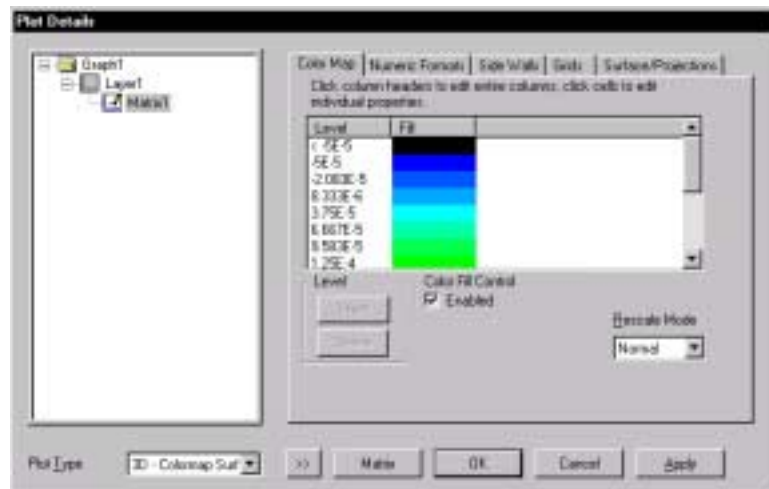 Plot Details
Graph1
Layer1
Matrix1
Color Map Numeric Formats Side Walls Grids Surface/Projections
Click column headers to edit entire columns, click cells to edit
individual properties.
Level Fill
< -5E-5
-5E-5
-2.083E-5
8.333E-6
3.75E-5
6.667E-5
9.583E-5
1.25E-4
Level Color Fill Control
Enabled
Rescale Mode
Normal
Plot Type 3D - Colormap Surf >> Matrix OK Cancel Apply